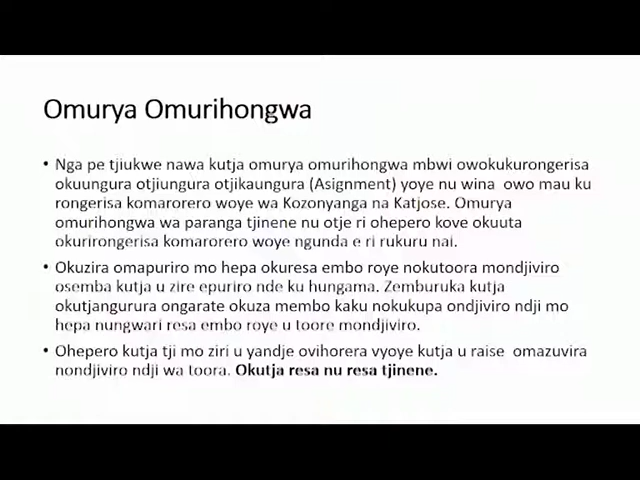 Omurya Omurihongwa
• Nga pe tjiukwe nawa kutja omurya omurihongwa mbwi owokukurongerisa
okuungura otjiungura otjikaungura (Asignment) yoye nu wina owo mau ku
rongerisa komarorero woye wa Kozonyanga na Katjose. Omurya
omurihongwa wa paranga tjinene nu otje ri ohepero kove okuuta
okurirongerisa komarorero woye ngunda e ri rukuru nai.
• Okuzira omapuriro mo hepa okuresa embo roye nokutoora mondjiviro
osemba kutja u zire epuriro nde ku hungama. Zemburuka kutja
okutjangurura ongarate okuza membo kaku nokukupa ondjiviro ndji mo
hepa nungwari resa embo roye u toore mondjiviro.
• Ohepero kutja tji mo ziri u yandje ovihorera vyoye kutja u raise omazuvira
nondjiviro ndji wa toora. Okutja resa nu resa tjinene.